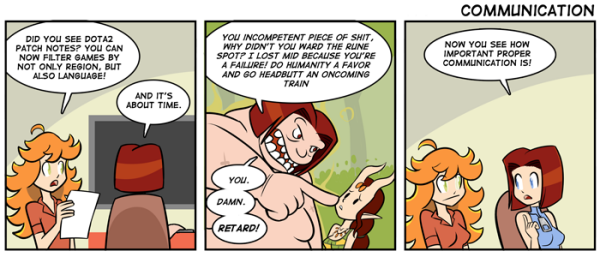 COMMUNICATION
DID YOU SEE DOTA2
PATCH NOTES? YOU CAN
NOW FILTER GAMES BY
NOT ONLY REGION, BUT
ALSO LANGUAGE!
AND IT'S
ABOUT TIME.
YOU INCOMPETENT PIECE OF SHIT,
WHY DIDN'T YOU WARD THE RUNE
SPOT? I LOST MID BECAUSE YOU'RE
A FAILURE! DO HUMANITY A FAVOR
AND GO HEADBUTT AN ONCOMING
TRAIN
YOU.
DAMN.
RETARD!
NOW YOU SEE HOW
IMPORTANT PROPER
COMMUNICATION IS!